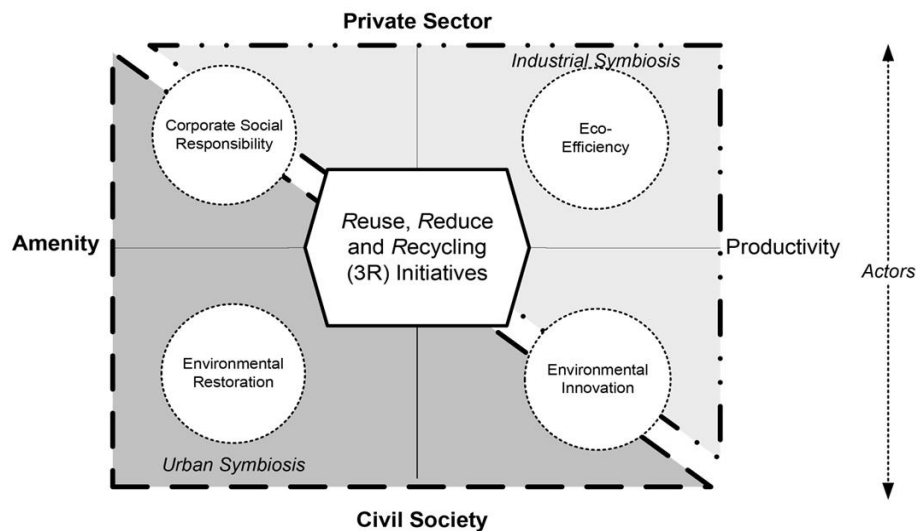 Private Sector
Industrial Symbiosis
Corporate Social
Responsibility
Eco-
Efficiency
Reuse, Reduce
and Recycling
(3R) Initiatives
Amenity
Productivity
Actors
Environmental
Restoration
Environmental
Innovation
Urban Symbiosis
Civil Society